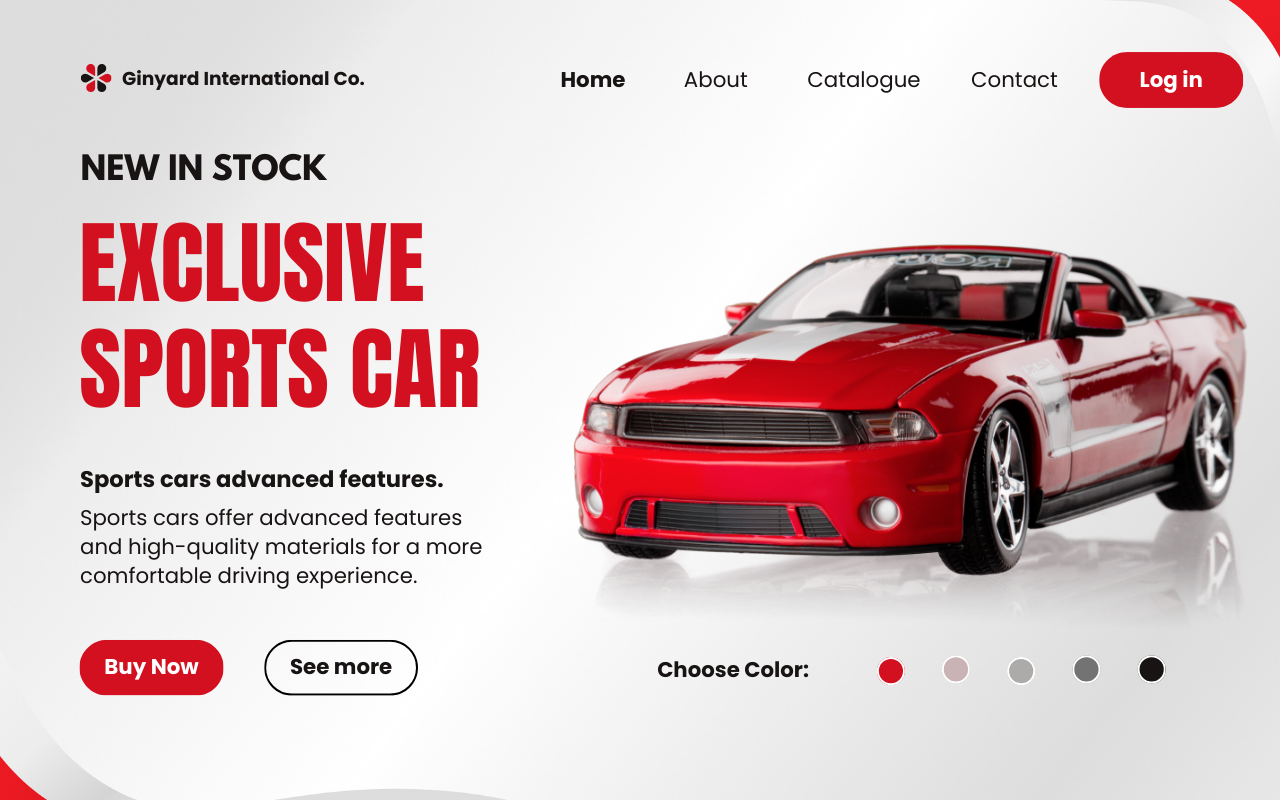 Ginyard International Co.
Home
About
Catalogue
Contact
Log in
NEW IN STOCK
EXCLUSIVE
SPORTS CAR
Sports cars advanced features.
Sports cars offer advanced features
and high-quality materials for a more
comfortable driving experience.
Buy Now
See more
Choose Color: